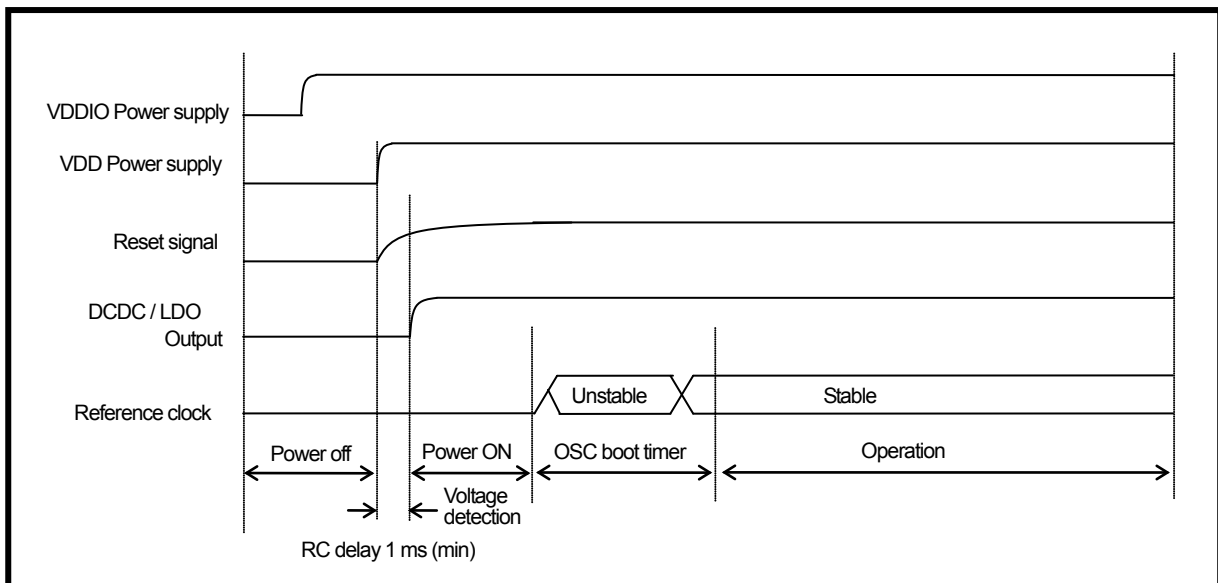 VDDIO Power supply
VDD Power supply
Reset signal
DCDC / LDO
Output
Unstable
Stable
Reference clock
Power off
Power ON
OSC boot timer
Operation
Voltage
detection
RC delay 1 ms (min)